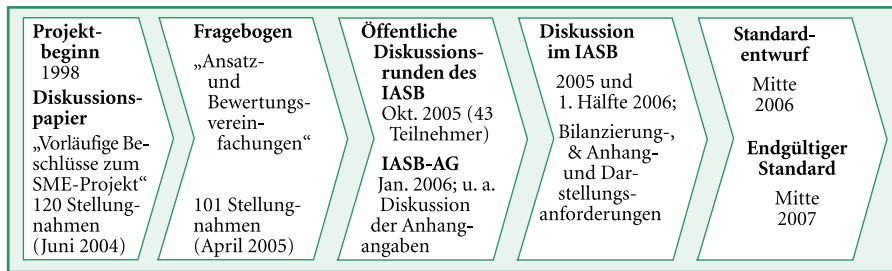 Projekt-
beginn
1998
Diskussions-
papier
„Vorläufige Be-
schlüsse zum
SME-Projekt“
120 Stellung-
nahmen
(Juni 2004)
Fragebogen
„Ansatz-
und
Bewertungs-
verein-
fachungen“
101 Stellung-
nahmen
(April 2005)
Öffentliche
Diskussions-
runden des
IASB
Okt. 2005 (43
Teilnehmer)
IASB-AG
Jan. 2006; u. a.
Diskussion
der Anhang-
angaben
Diskussion
im IASB
2005 und
1. Hälfte 2006;
Bilanzierung-,
& Anhang-
und Dar-
stellungs-
anforderungen
Standard-
entwurf
Mitte
2006
Endgültiger
Standard
Mitte
2007